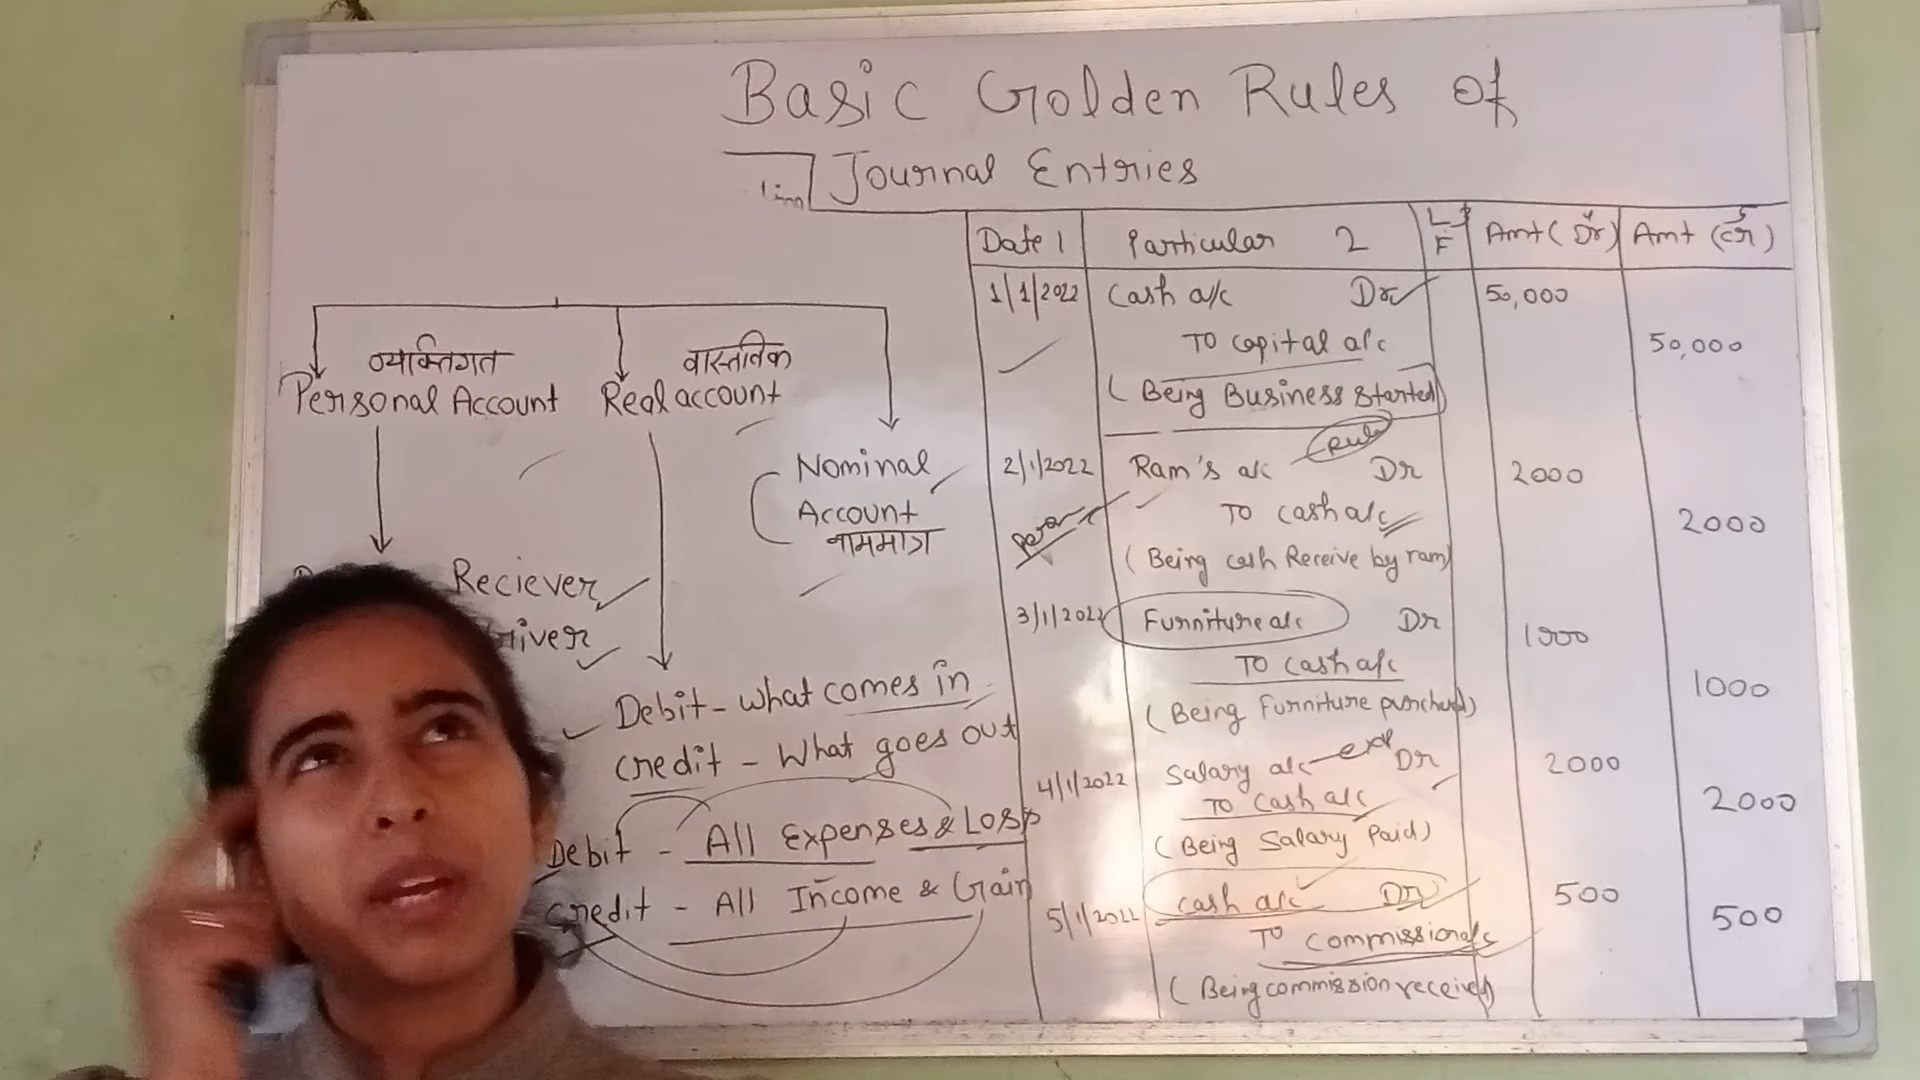 Basic Golden Rules of
Journal Entries
व्यक्तिगत
Personal Account
वास्तविक
Real account
Nominal
Account
नाममात्र
Reciever
Debit - What comes in
credit - What goes out
Debit - All Expenses & Loss
credit - All Income & Gain
Date 1 Particular 2 L3 F Amt (Dr) 4 Amt (cr) 5
1/1/2022 Cash a/c Dr 50,000
To capital a/c 50,000
(Being Business started)
Rule
2/1/2022 Ram's a/c Dr 2000
To cash a/c 2000
(Being cash Receive by ram)
3/1/2022 Furniture a/c Dr 1000
To cash a/c 1000
(Being Furniture purchased)
4/1/2022 Salary a/c exp Dr 2000
To cash a/c 2000
(Being Salary paid)
5/1/2022 cash a/c Dr 500
To commission a/c 500
(Being commission received)